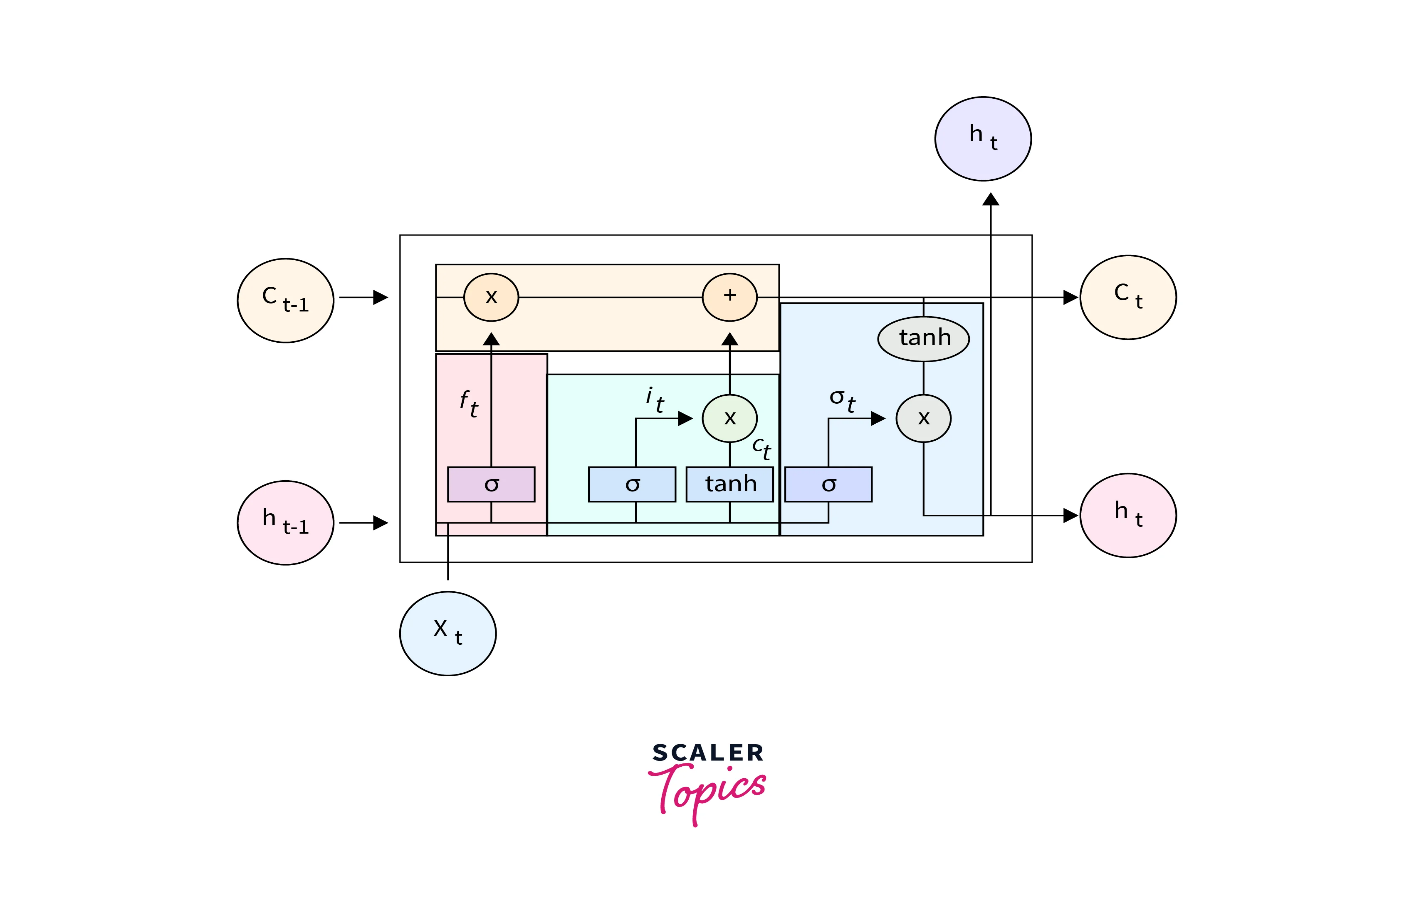 h t
C t-1
x
+
C t
tanh
f t
i t
x
c t
σ t
x
σ
σ
tanh
σ
h t-1
h t
X t
SCALER
Topics